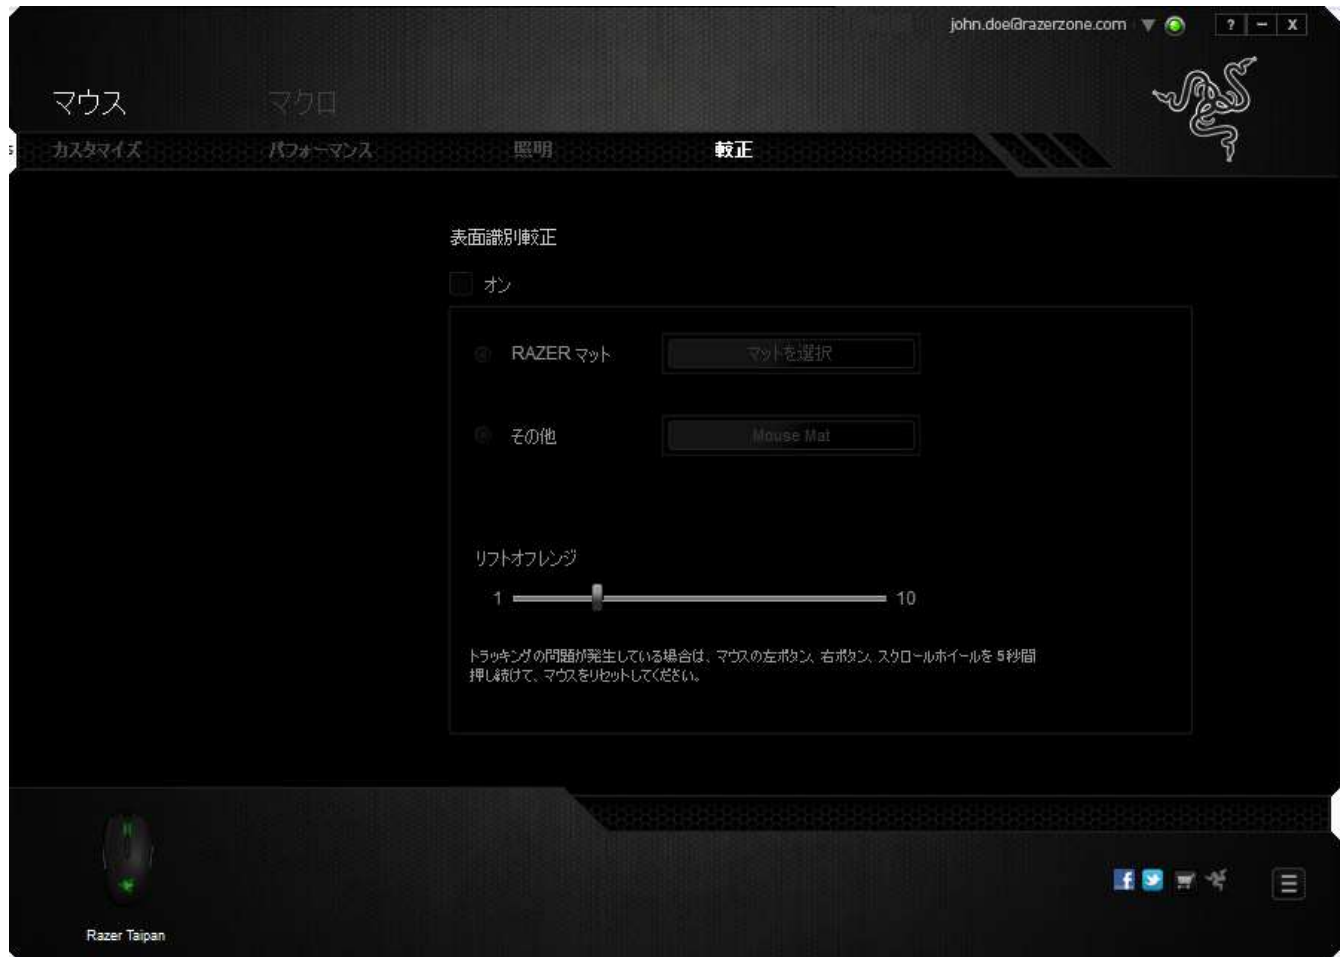 john.doe@razerzone.com ? – X
マウス マクロ
カスタマイズ パフォーマンス 照明 較正
表面識別較正
オン
RAZER マット マットを選択
その他 Mouse Mat
リフトオフレンジ
1 10
トラッキングの問題が発生している場合は、マウスの左ボタン、右ボタン、スクロールホイールを 5 秒間
押し続けて、マウスをリセットしてください。
Razer Taipan